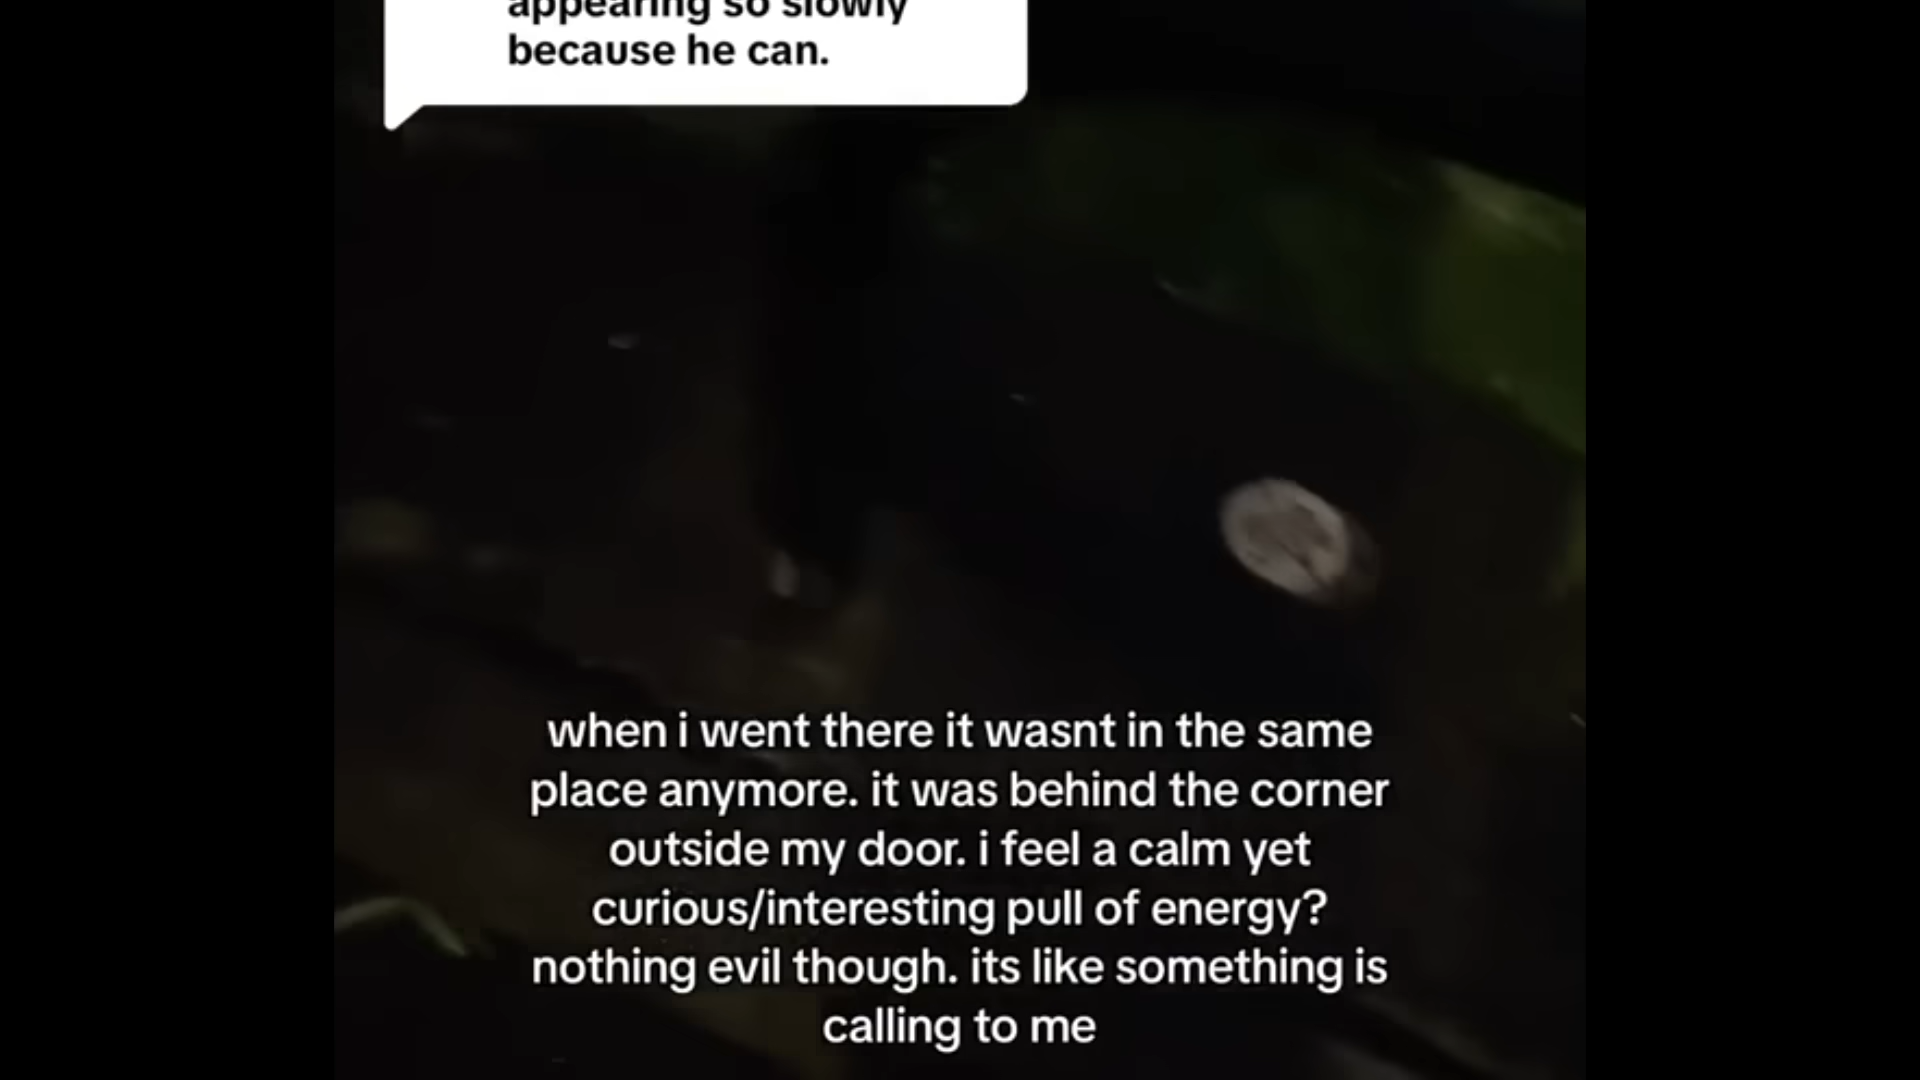 appearing so slowly
because he can.
when i went there it wasnt in the same
place anymore. it was behind the corner
outside my door. i feel a calm yet
curious/interesting pull of energy?
nothing evil though. its like something is
calling to me